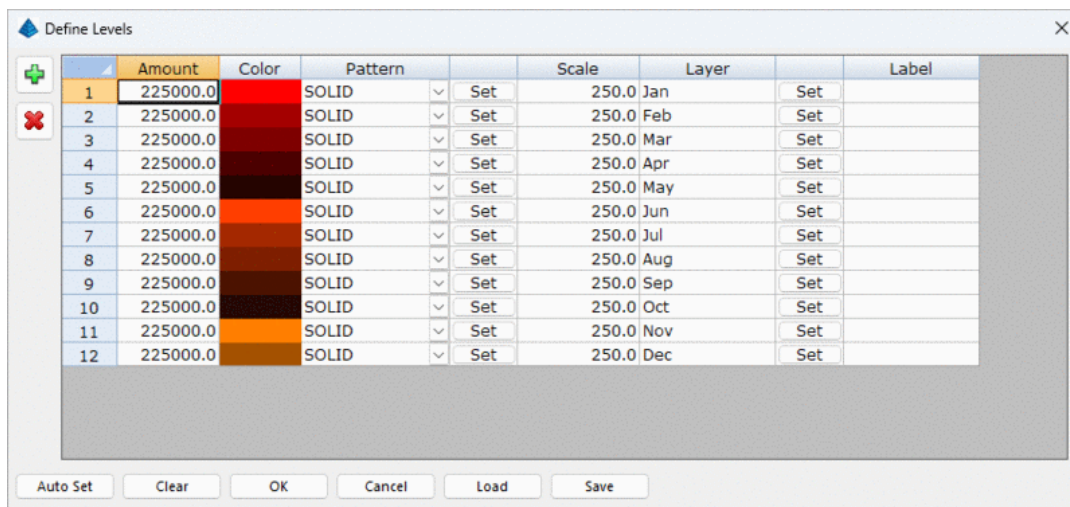 Define Levels
Amount Color Pattern Scale Layer Label
1 225000.0 SOLID Set 250.0 Jan Set
2 225000.0 SOLID Set 250.0 Feb Set
3 225000.0 SOLID Set 250.0 Mar Set
4 225000.0 SOLID Set 250.0 Apr Set
5 225000.0 SOLID Set 250.0 May Set
6 225000.0 SOLID Set 250.0 Jun Set
7 225000.0 SOLID Set 250.0 Jul Set
8 225000.0 SOLID Set 250.0 Aug Set
9 225000.0 SOLID Set 250.0 Sep Set
10 225000.0 SOLID Set 250.0 Oct Set
11 225000.0 SOLID Set 250.0 Nov Set
12 225000.0 SOLID Set 250.0 Dec Set
Auto Set Clear OK Cancel Load Save